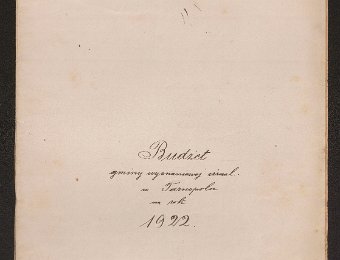 Budżet
gminy wyznaniowej izrael.
w Tarnopolu
na rok
1922.